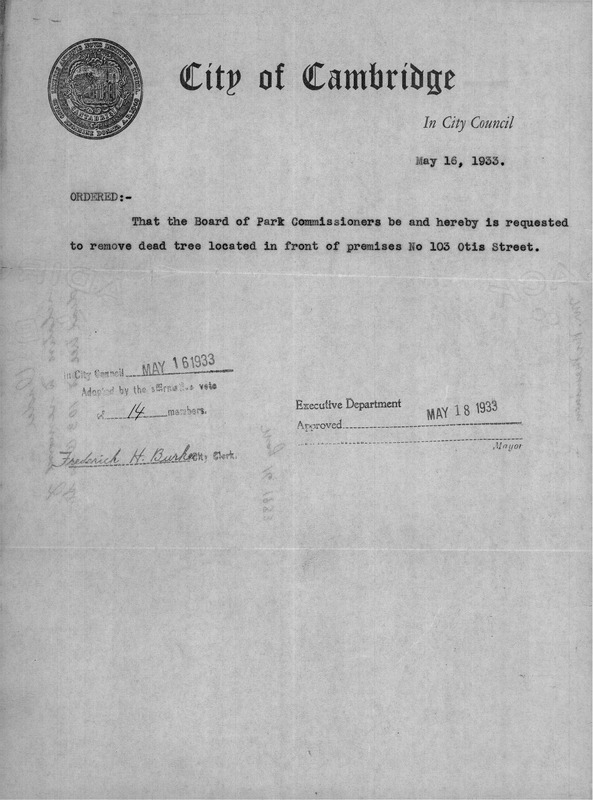 City of Cambridge
In City Council
May 16, 1933.
ORDERED:-
That the Board of Park Commissioners be and hereby is requested
to remove dead tree located in front of premises No 103 Otis Street.
In City Council MAY 16 1933
Adopted by the affirmative vote
of 14 members.
Frederick H. Burke City Clerk.
Executive Department
Approved MAY 18 1933
Mayor